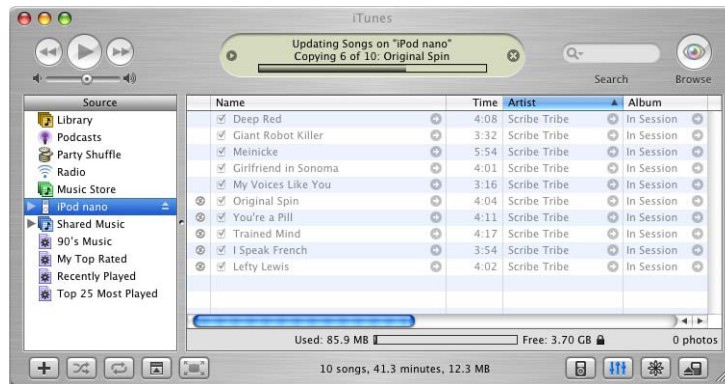 iTunes
Updating Songs on "iPod nano"
Copying 6 of 10: Original Spin
Q-
Search
Browse
Source
Library
Podcasts
Party Shuffle
Radio
Music Store
iPod nano
Shared Music
90's Music
My Top Rated
Recently Played
Top 25 Most Played
Name Time Artist Album
Deep Red 4:08 Scribe Tribe In Session
Giant Robot Killer 3:32 Scribe Tribe In Session
Meinicke 5:54 Scribe Tribe In Session
Girlfriend in Sonoma 4:01 Scribe Tribe In Session
My Voices Like You 3:16 Scribe Tribe In Session
Original Spin 4:04 Scribe Tribe In Session
You're a Pill 4:11 Scribe Tribe In Session
Trained Mind 4:17 Scribe Tribe In Session
I Speak French 3:54 Scribe Tribe In Session
Lefty Lewis 4:02 Scribe Tribe In Session
Used: 85.9 MB Free: 3.70 GB 0 photos
10 songs, 41.3 minutes, 12.3 MB